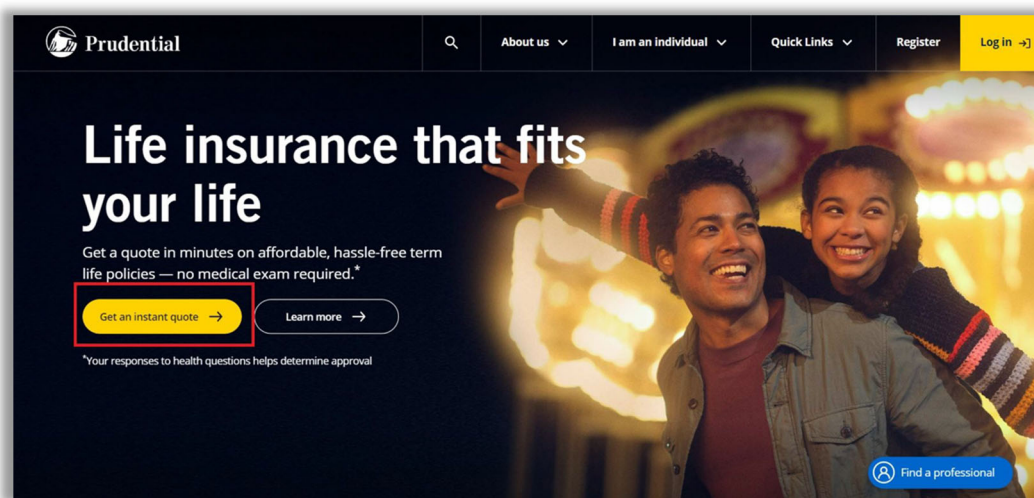 Prudential
About us
I am an individual
Quick Links
Register
Log in
Life insurance that fits
your life
Get a quote in minutes on affordable, hassle-free term
life policies — no medical exam required.*
Get an instant quote
Learn more
*Your responses to health questions helps determine approval
Find a professional